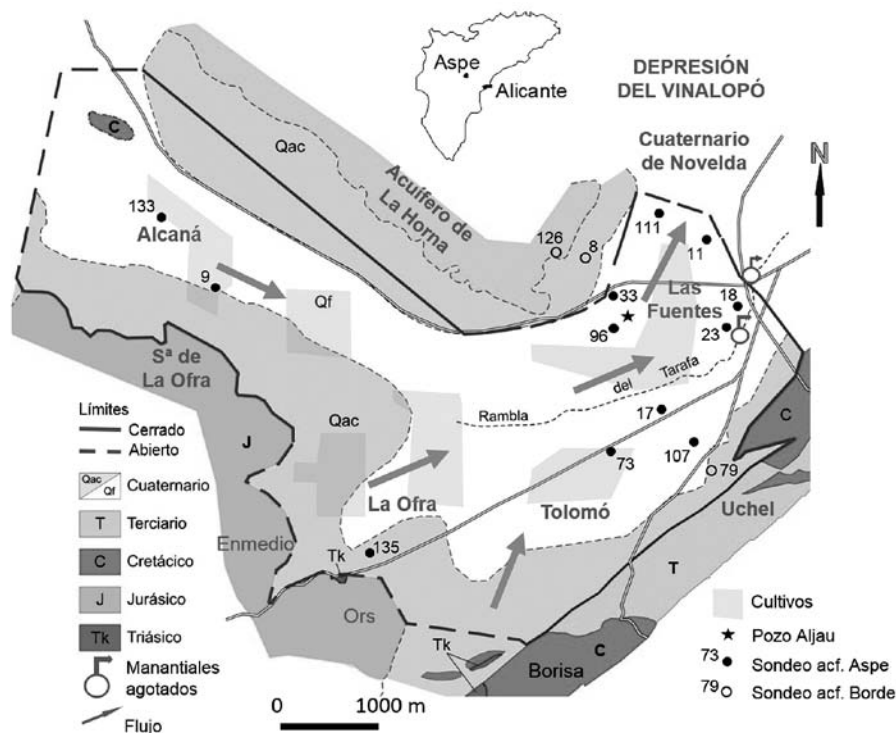 Aspe
Alicante
DEPRESIÓN
DEL VINALOPÓ
Cuaternario
de Novelda
N
C
Qac
Acuífero de
La Horna
133
Alcaná
126
8
111
11
9
Qf
33
Las
Fuentes
18
96
23
Sª de
La Ofra
Rambla
del
Tarafa
Límites
Cerrado
Abierto
J
Qac
17
C
Qac
Qf
Cuaternario
73
107
79
La Ofra
Tolomó
Uchel
T
Terciario
Enmedio
Tk
135
T
C
Cretácico
J
Jurásico
Ors
Cultivos
Tk
Triásico
Tk
C
Pozo Aljau
Borisa
73
Sondeo acf. Aspe
Manantiales
agotados
79
Sondeo acf. Borde
Flujo
0
1000 m